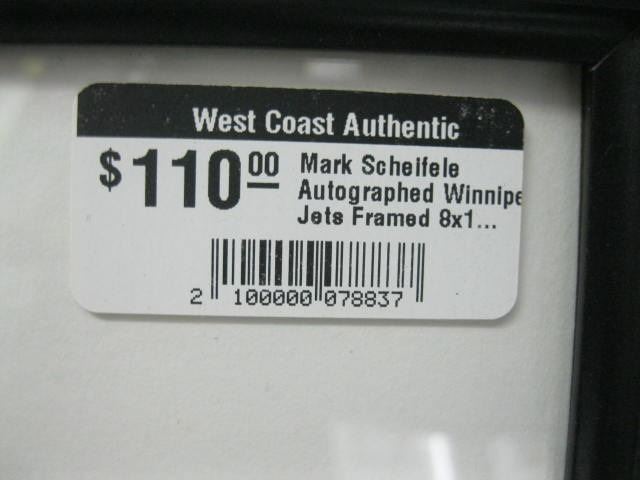 West Coast Authentic
$110.00
Mark Scheifele
Autographed Winnipe
Jets Framed 8x1...
2 100000 078837